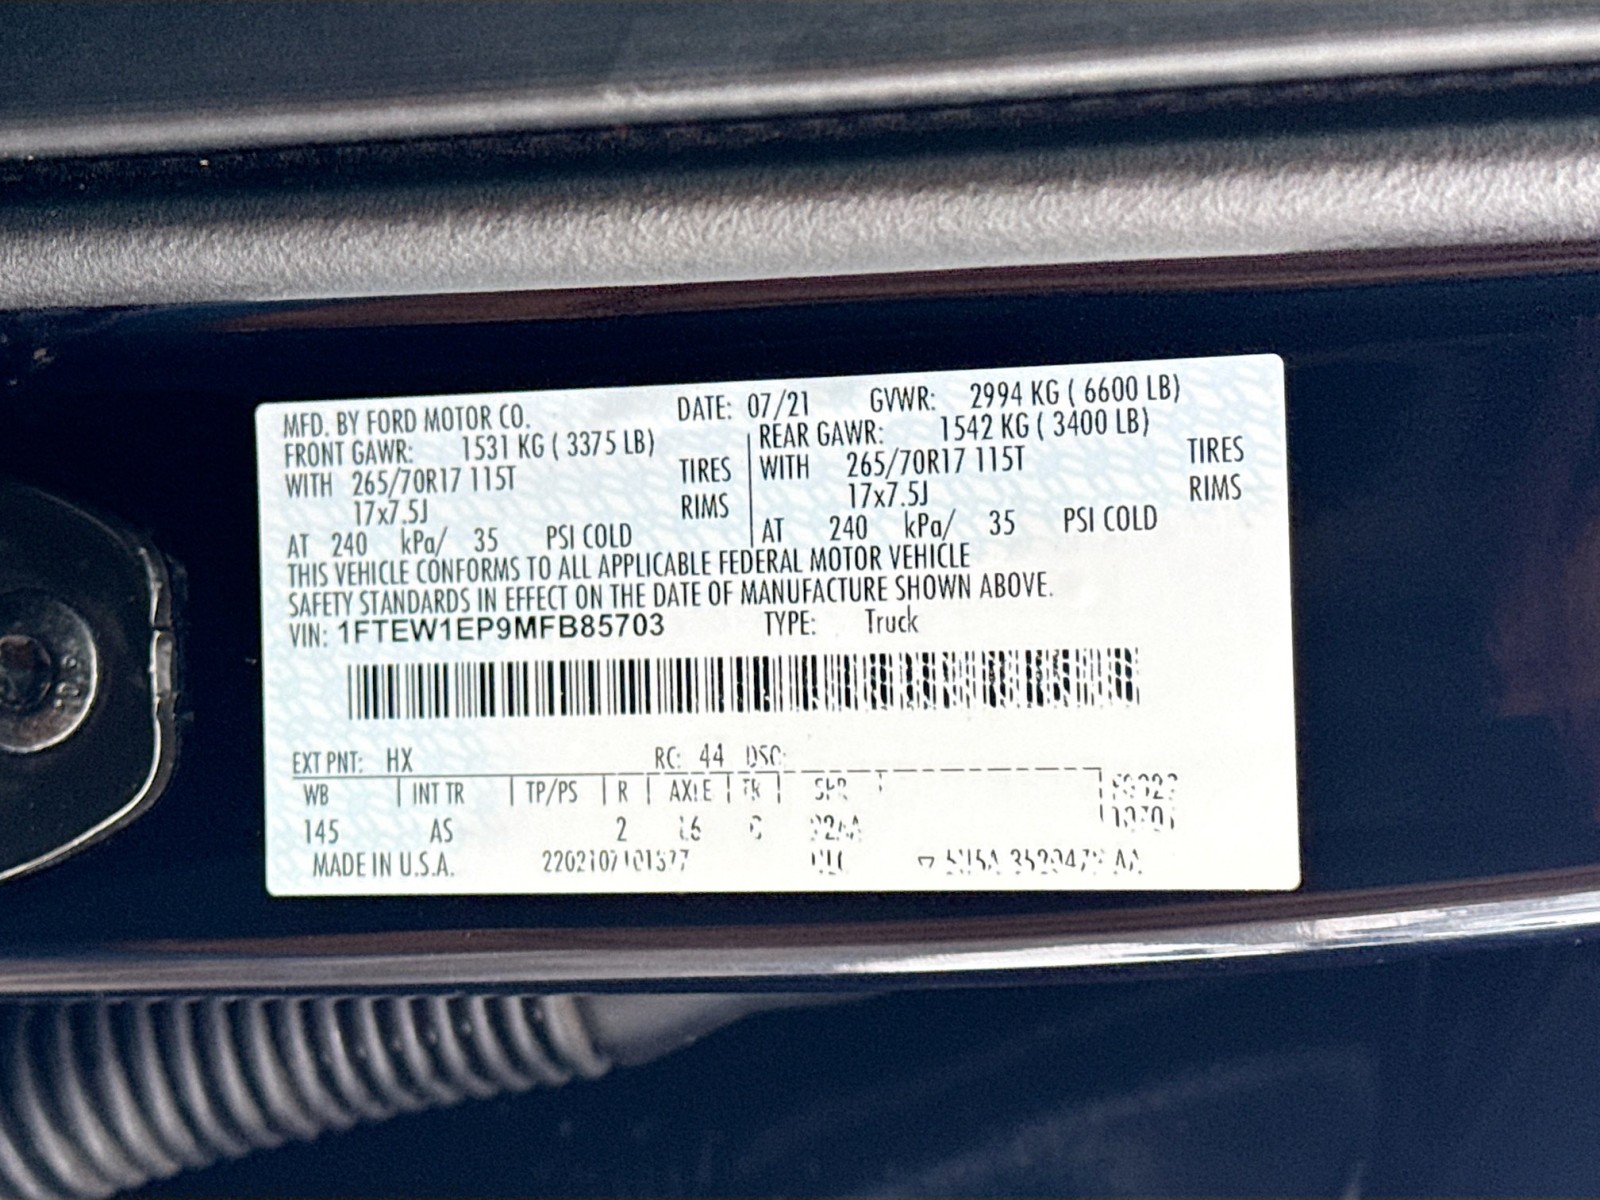 MFD. BY FORD MOTOR CO. DATE: 07/21 GVWR: 2994 KG ( 6600 LB)
FRONT GAWR: 1531 KG ( 3375 LB) REAR GAWR: 1542 KG ( 3400 LB)
WITH 265/70R17 115T TIRES WITH 265/70R17 115T TIRES
17x7.5J RIMS 17x7.5J RIMS
AT 240 kPa/ 35 PSI COLD AT 240 kPa/ 35 PSI COLD
THIS VEHICLE CONFORMS TO ALL APPLICABLE FEDERAL MOTOR VEHICLE
SAFETY STANDARDS IN EFFECT ON THE DATE OF MANUFACTURE SHOWN ABOVE.
VIN: 1FTEW1EP9MFB85703 TYPE: Truck
EXT PNT: HX RC: 44 DSO:
WB INT TR TP/PS R AXLE TR SPR
145 AS 2
MADE IN U.S.A.